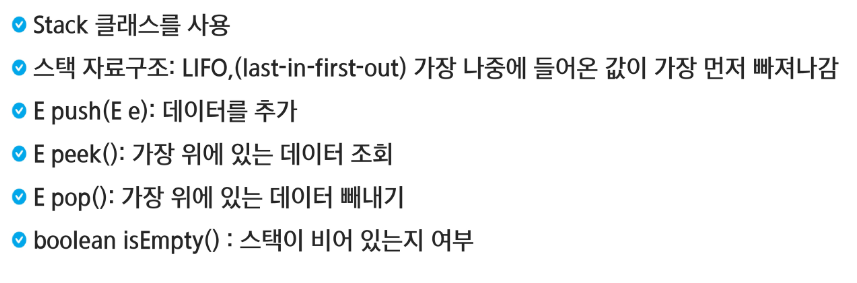 Stack 클래스를 사용
스택 자료구조: LIFO,(last-in-first-out) 가장 나중에 들어온 값이 가장 먼저 빠져나감
E push(E e): 데이터를 추가
E peek(): 가장 위에 있는 데이터 조회
E pop(): 가장 위에 있는 데이터 빼내기
boolean isEmpty() : 스택이 비어 있는지 여부